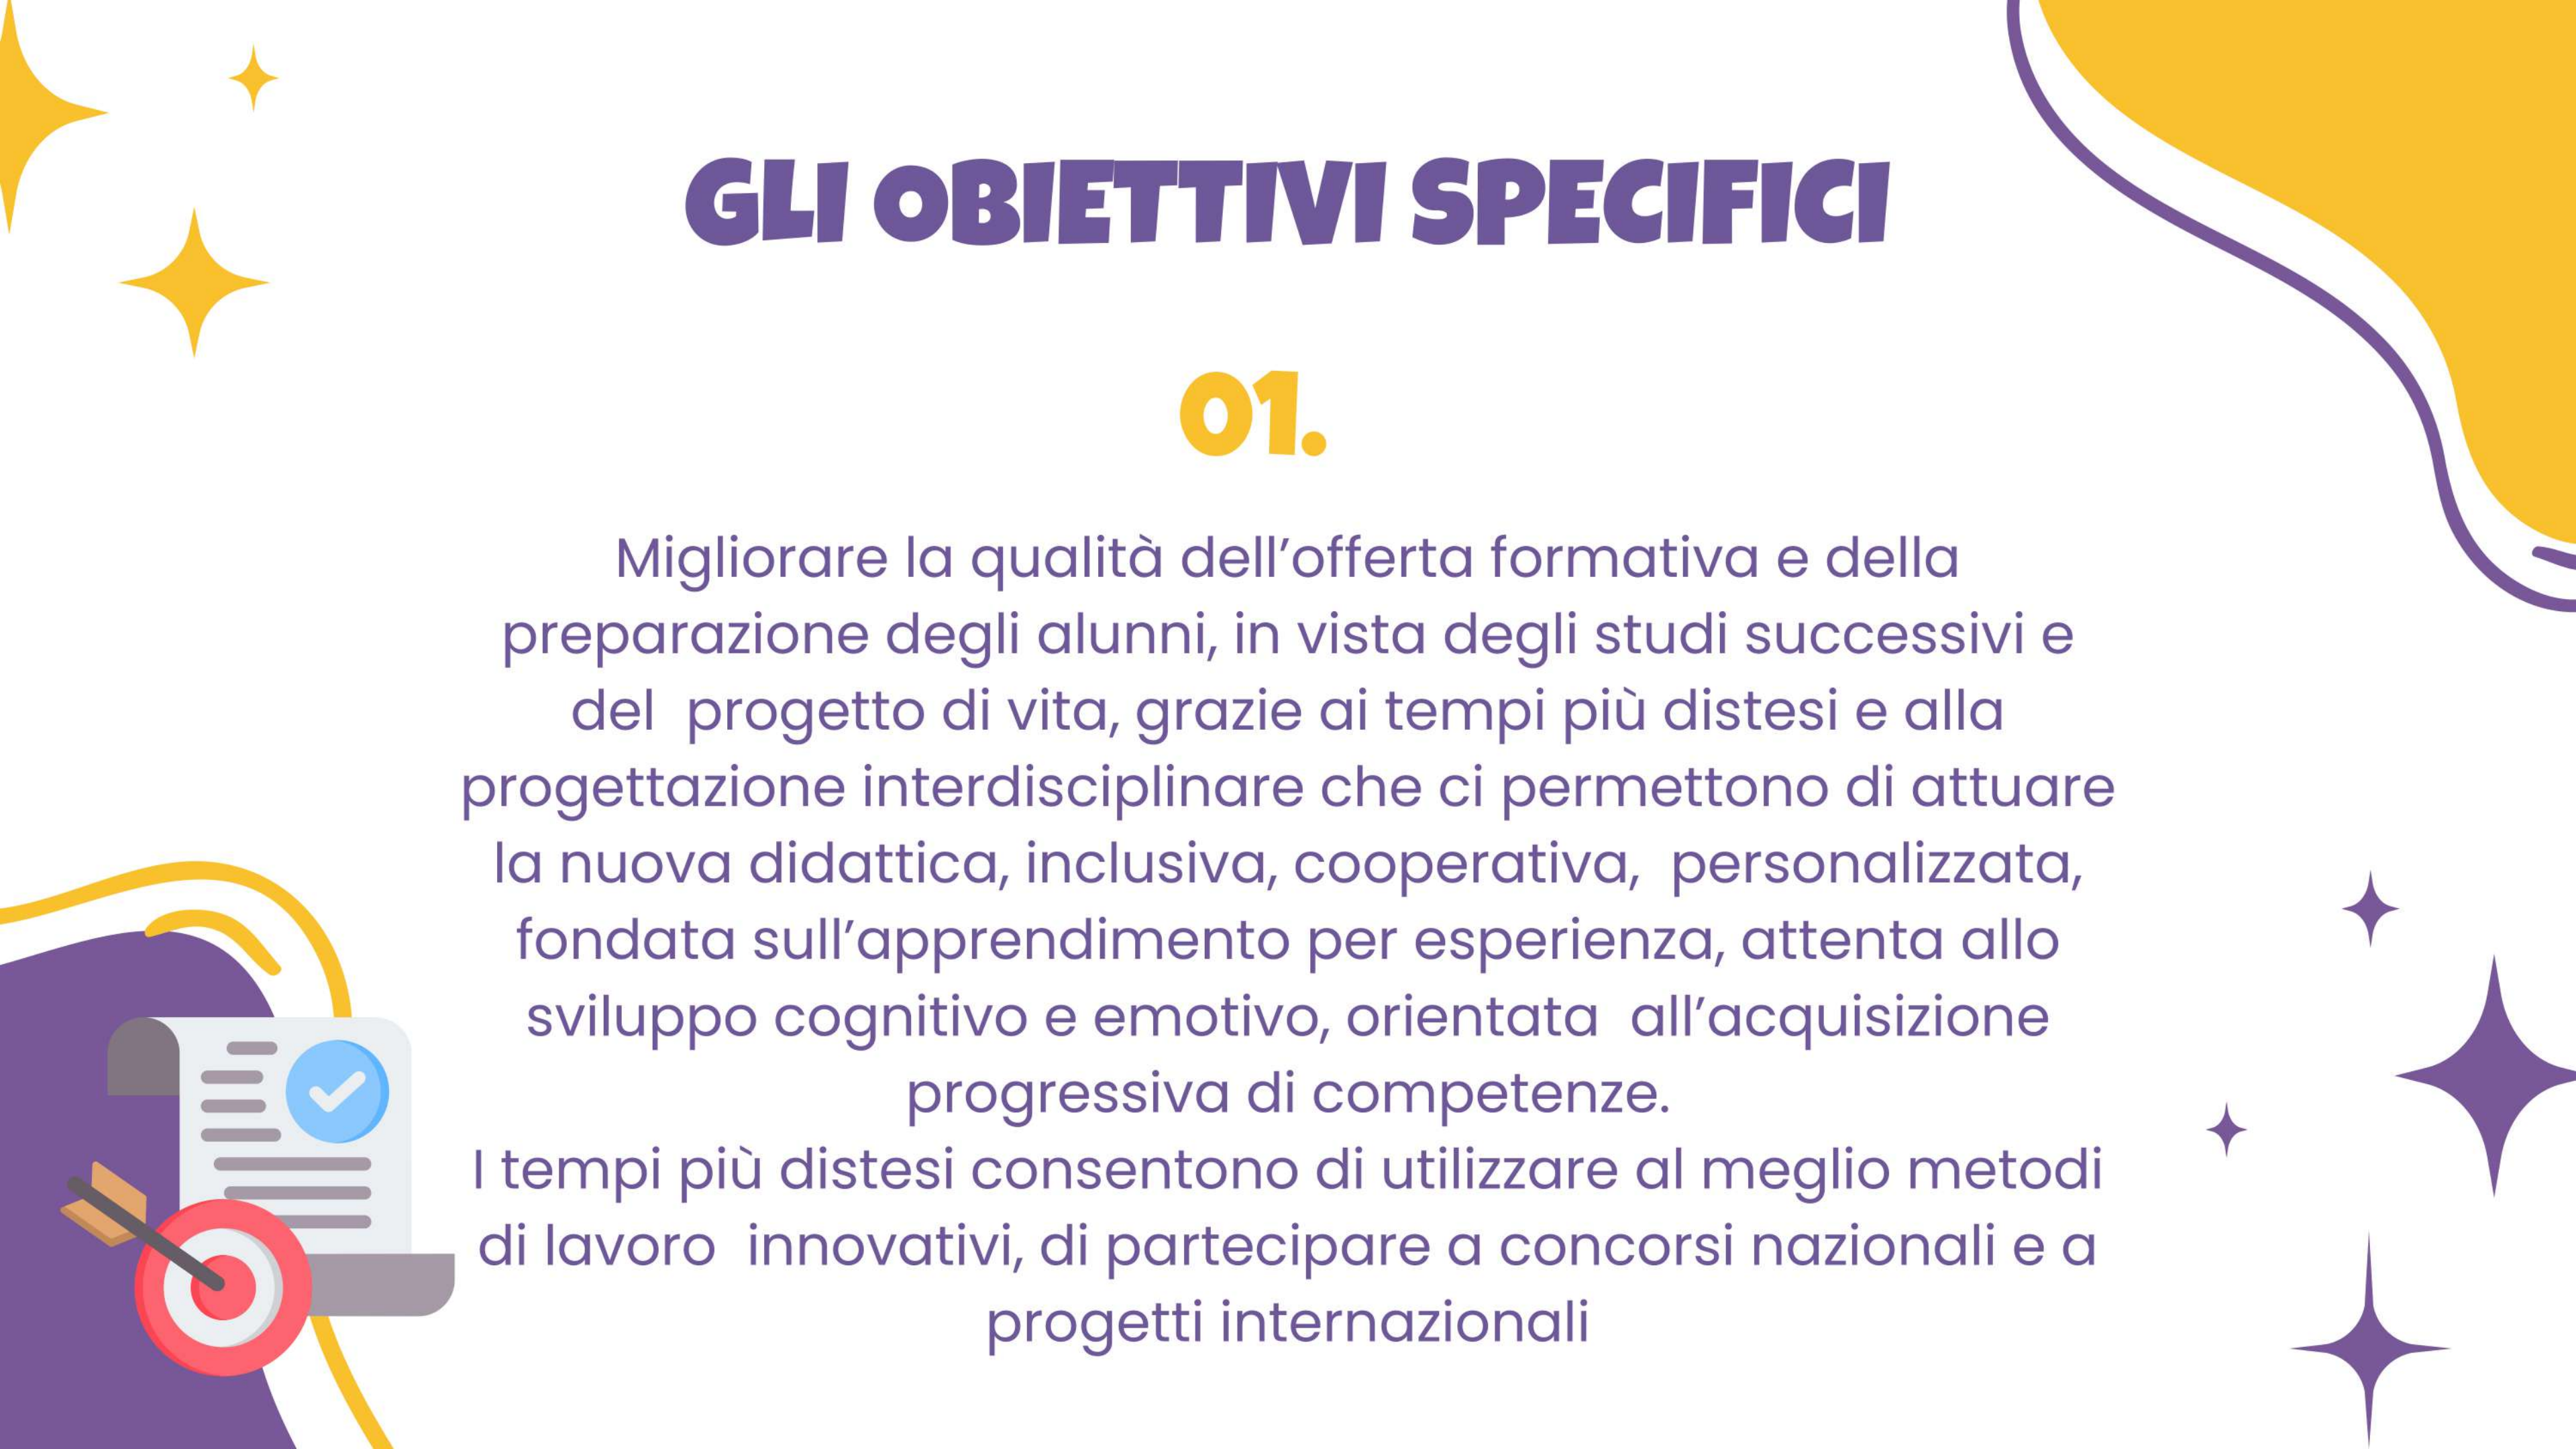 GLI OBIETTIVI SPECIFICI
01.
Migliorare la qualità dell’offerta formativa e della
preparazione degli alunni, in vista degli studi successivi e
del  progetto di vita, grazie ai tempi più distesi e alla
progettazione interdisciplinare che ci permettono di attuare
la nuova didattica, inclusiva, cooperativa,  personalizzata,
fondata sull’apprendimento per esperienza, attenta allo
sviluppo cognitivo e emotivo, orientata  all’acquisizione
progressiva di competenze.
I tempi più distesi consentono di utilizzare al meglio metodi
di lavoro  innovativi, di partecipare a concorsi nazionali e a
progetti internazionali